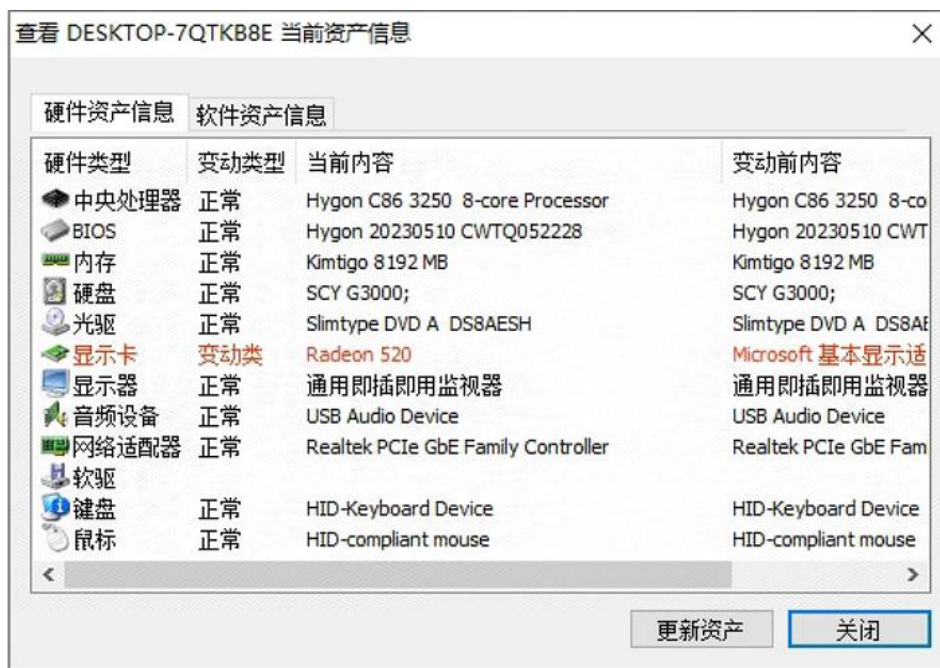 查看 DESKTOP-7QTKB8E 当前资产信息
硬件资产信息 软件资产信息
硬件类型 变动类型 当前内容 变动前内容
中央处理器 正常 Hygon C86 3250 8-core Processor Hygon C86 3250 8-co
BIOS 正常 Hygon 20230510 CWTQ052228 Hygon 20230510 CWT
内存 正常 Kimtigo 8192 MB Kimtigo 8192 MB
硬盘 正常 SCY G3000; SCY G3000;
光驱 正常 Slimtype DVD A DS8AESH Slimtype DVD A DS8AE
显示卡 变动类 Radeon 520 Microsoft 基本显示适
显示器 正常 通用即插即用监视器 通用即插即用监视器
音频设备 正常 USB Audio Device USB Audio Device
网络适配器 正常 Realtek PCIe GbE Family Controller Realtek PCIe GbE Fam
软驱
键盘 正常 HID-Keyboard Device HID-Keyboard Device
鼠标 正常 HID-compliant mouse HID-compliant mouse
更新资产 关闭